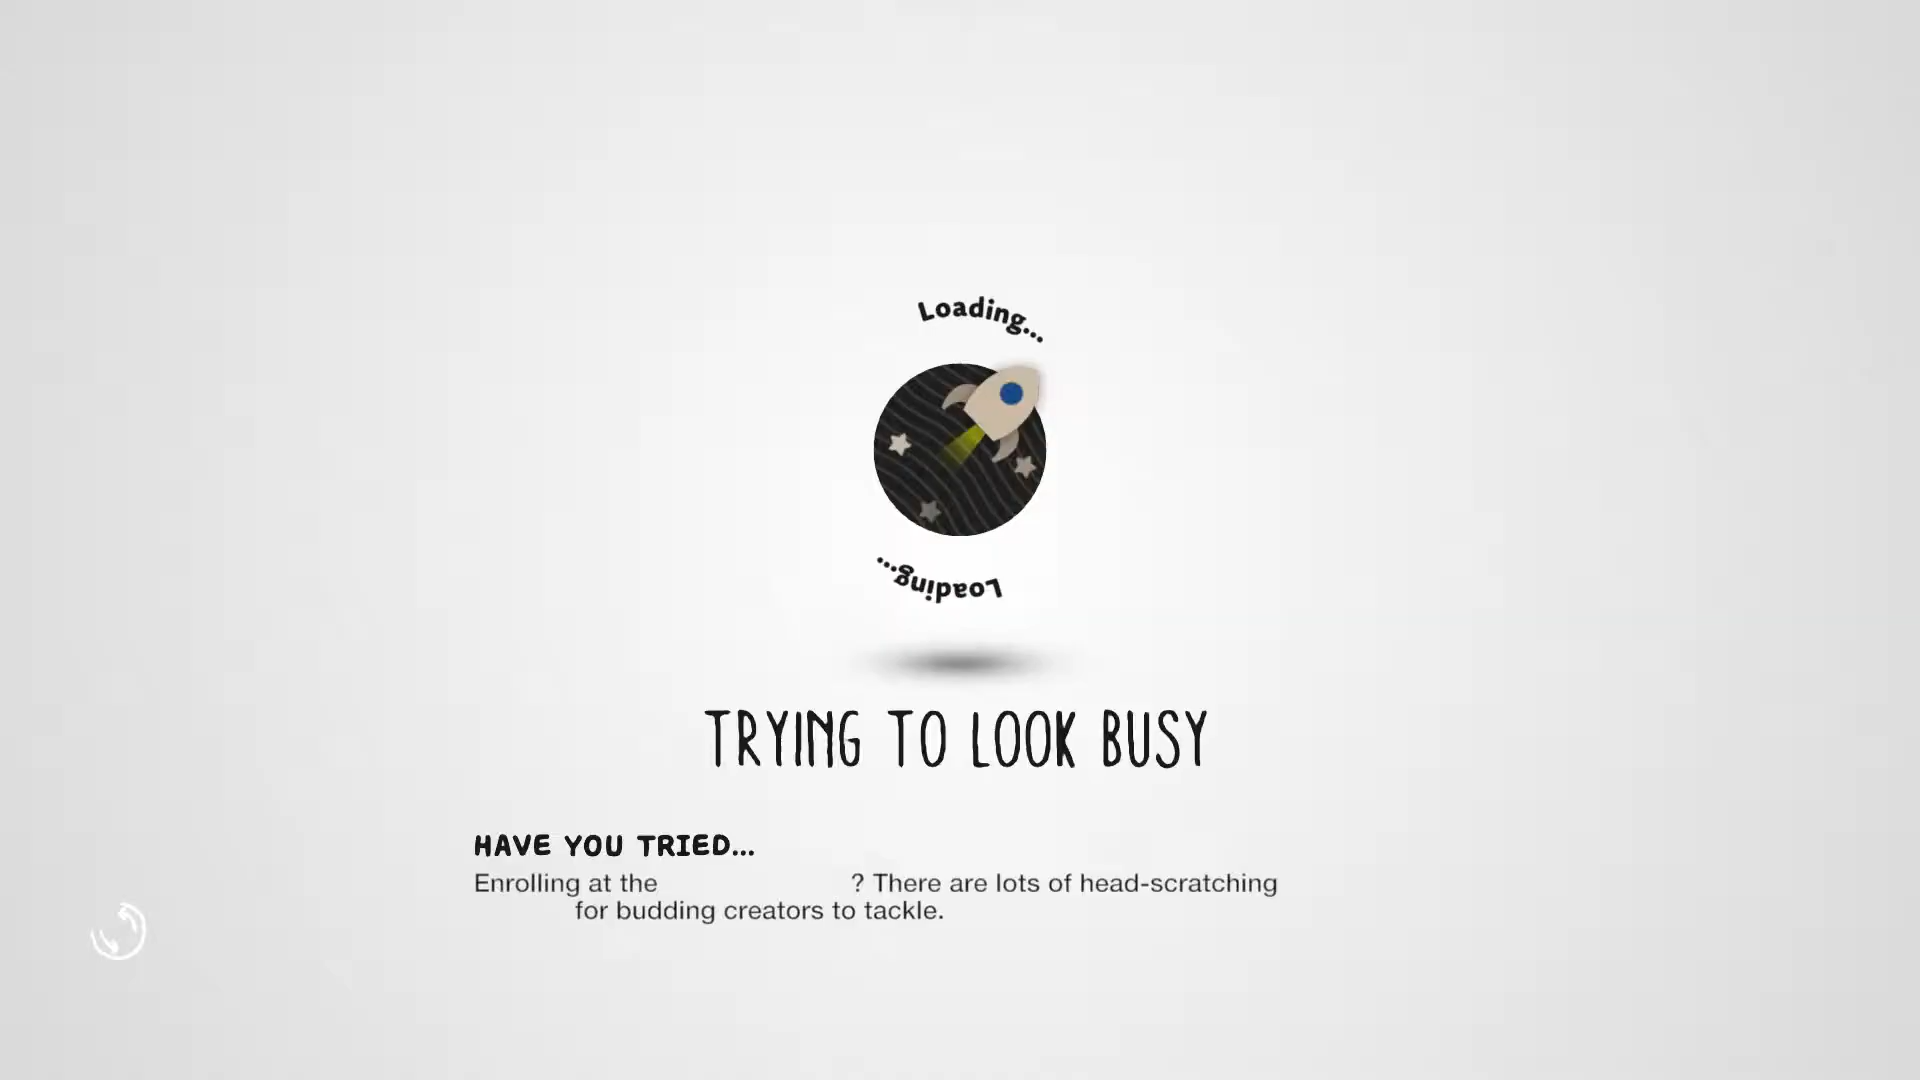 Loading...
Loading...
TRYING TO LOOK BUSY
HAVE YOU TRIED...
Enrolling at the ? There are lots of head-scratching
for budding creators to tackle.